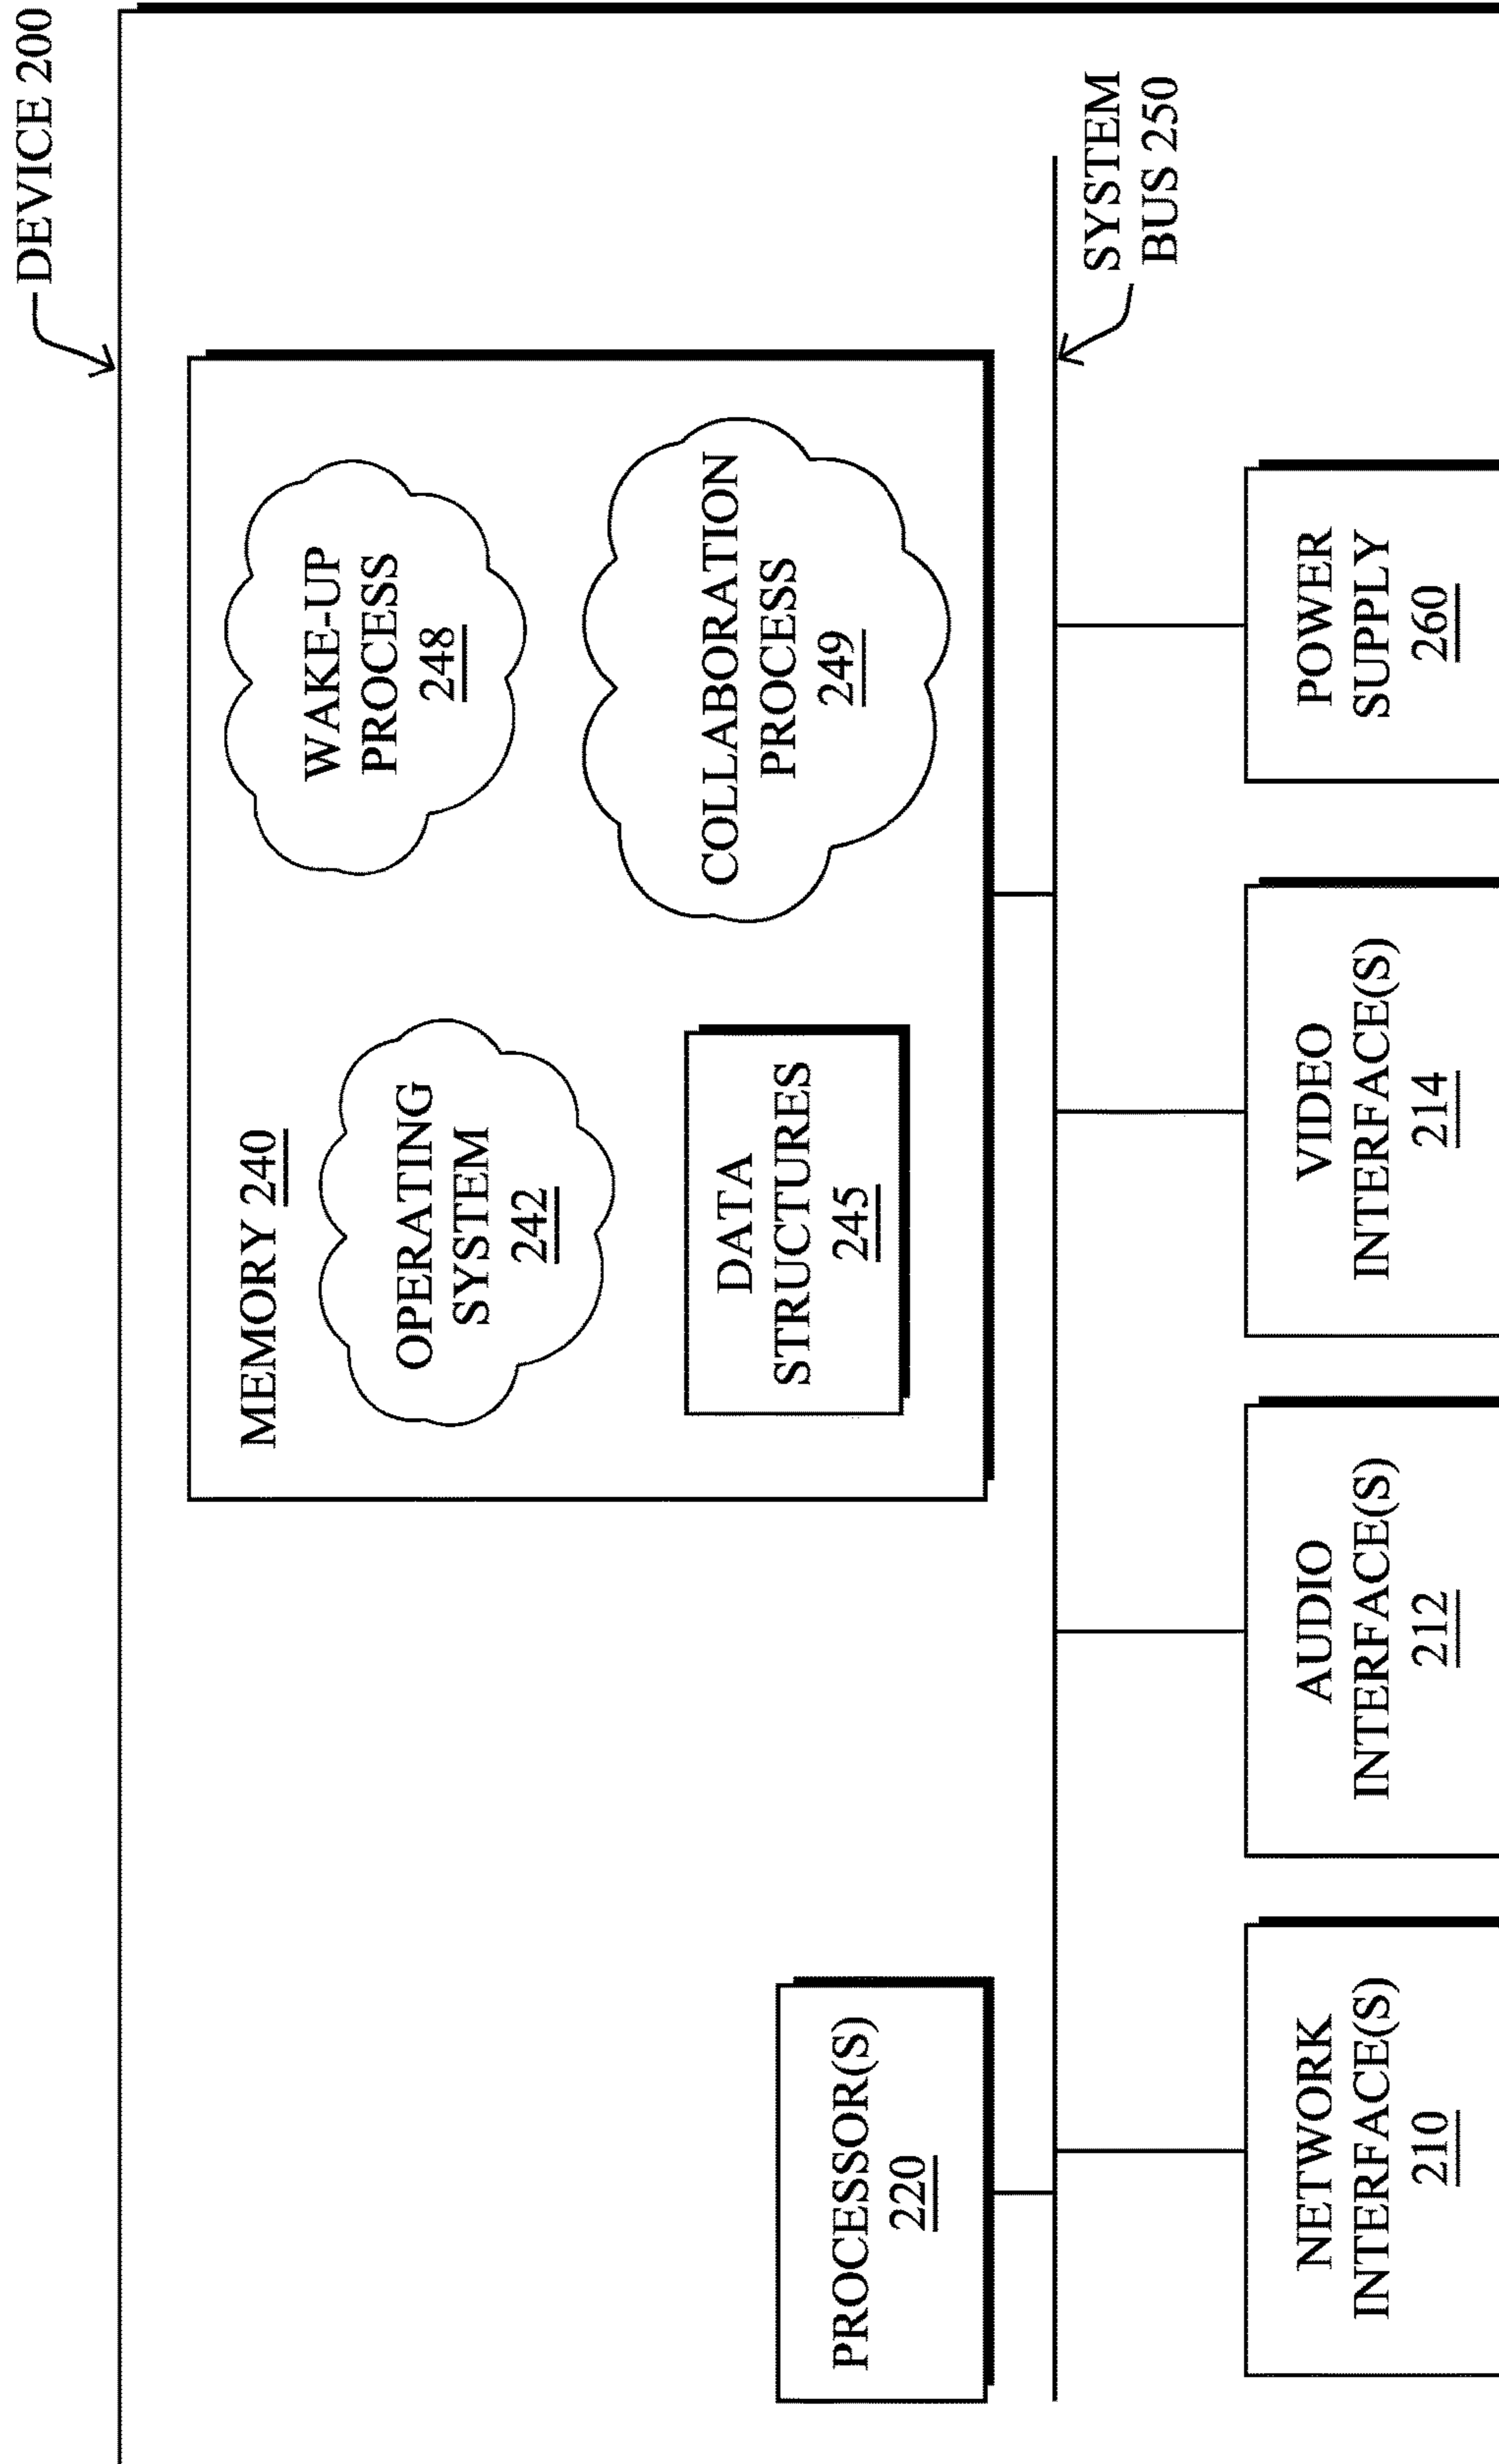 DEVICE 200
MEMORY 240
OPERATING
SYSTEM
242
DATA
STRUCTURES
245
WAKE-UP
PROCESS
248
COLLABORATION
PROCESS
249
PROCESSOR(S)
220
SYSTEM
BUS 250
NETWORK
INTERFACE(S)
210
AUDIO
INTERFACE(S)
212
VIDEO
INTERFACE(S)
214
POWER
SUPPLY
260